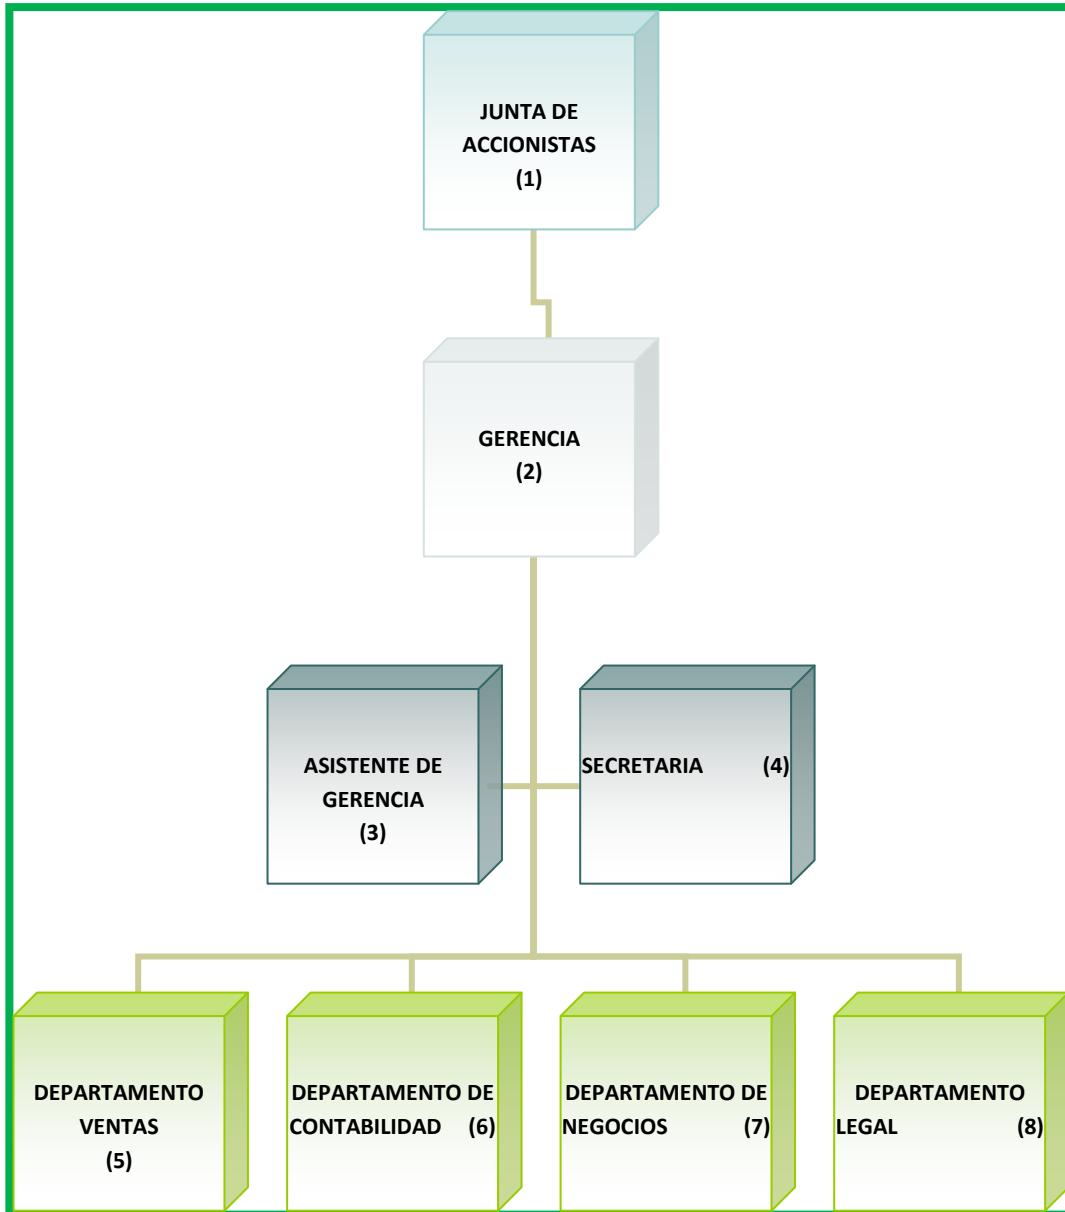 JUNTA DE
ACCIONISTAS
(1)
GERENCIA
(2)
ASISTENTE DE
GERENCIA
(3)
SECRETARIA (4)
DEPARTAMENTO
VENTAS
(5)
DEPARTAMENTO DE
CONTABILIDAD (6)
DEPARTAMENTO DE
NEGOCIOS (7)
DEPARTAMENTO
LEGAL (8)